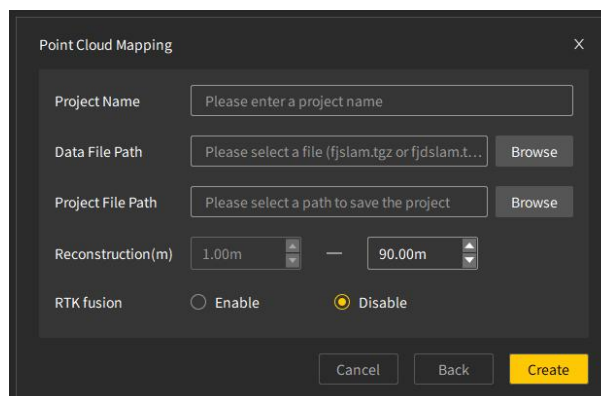 Point Cloud Mapping X
Project Name Please enter a project name
Data File Path Please select a file (fjslam.tgz or fjdslam.t... Browse
Project File Path Please select a path to save the project Browse
Reconstruction(m) 1.00m — 90.00m
RTK fusion Enable Disable
Cancel Back Create